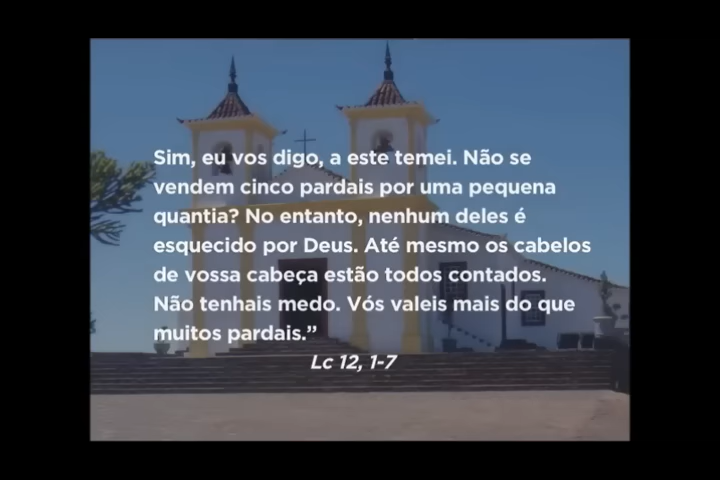 Sim, eu vos digo, a este temei. Não se
vendem cinco pardais por uma pequena
quantia? No entanto, nenhum deles é
esquecido por Deus. Até mesmo os cabelos
de vossa cabeça estão todos contados.
Não tenhais medo. Vós valeis mais do que
muitos pardais.”
Lc 12, 1-7